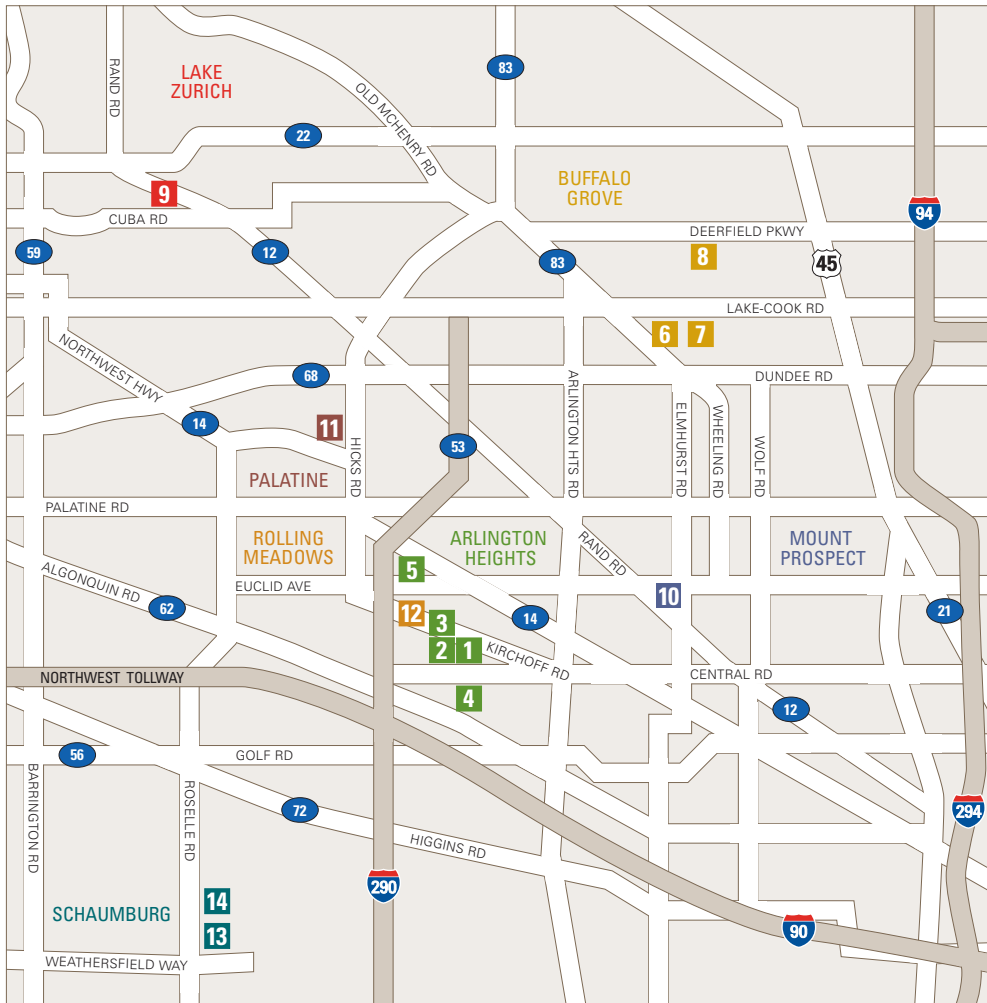 LAKE
ZURICH
RAND RD
83
OLD MCHENRY RD
22
BUFFALO
GROVE
9
94
CUBA RD
DEERFIELD PKWY
59
12
83
8
45
LAKE-COOK RD
6
7
NORTHWEST HWY
68
DUNDEE RD
14
11
HICKS RD
53
ARLINGTON HTS RD
ELMHURST RD
WHEELING RD
WOLF RD
PALATINE
PALATINE RD
ROLLING
MEADOWS
ARLINGTON
HEIGHTS
RAND RD
MOUNT
PROSPECT
ALGONQUIN RD
EUCLID AVE
5
10
62
12
3
14
21
2
1
KIRCHOFF RD
NORTHWEST TOLLWAY
CENTRAL RD
4
12
56
GOLF RD
BARRINGTON RD
ROSELLE RD
72
294
HIGGINS RD
290
14
SCHAUMBURG
13
90
WEATHERSFIELD WAY